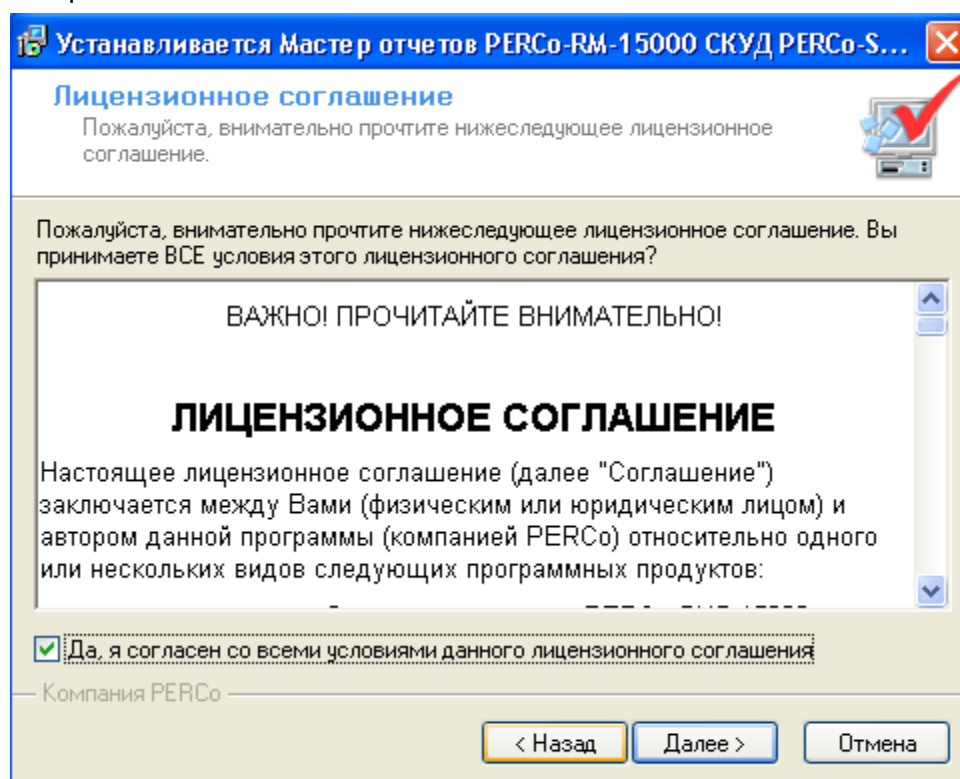 Устанавливается Мастер отчетов PERCo-RM-15000 СКУД PERCo-S...
Лицензионное соглашение
Пожалуйста, внимательно прочтите нижеследующее лицензионное
соглашение.
Пожалуйста, внимательно прочтите нижеследующее лицензионное соглашение. Вы
принимаете ВСЕ условия этого лицензионного соглашения?
ВАЖНО! ПРОЧИТАЙТЕ ВНИМАТЕЛЬНО!
ЛИЦЕНЗИОННОЕ СОГЛАШЕНИЕ
Настоящее лицензионное соглашение (далее "Соглашение")
заключается между Вами (физическим или юридическим лицом) и
автором данной программы (компанией PERCo) относительно одного
или нескольких видов следующих программных продуктов:
Да, я согласен со всеми условиями данного лицензионного соглашения
Компания PERCo
< Назад
Далее >
Отмена